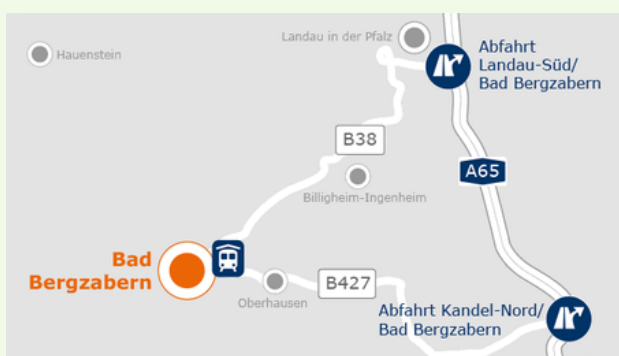 Landau in der Pfalz
Hauenstein
Abfahrt
Landau-Süd/
Bad Bergzabern
B38
A65
Billigheim-Ingenheim
Bad
Bergzabern
Oberhausen
B427
Abfahrt Kandel-Nord/
Bad Bergzabern